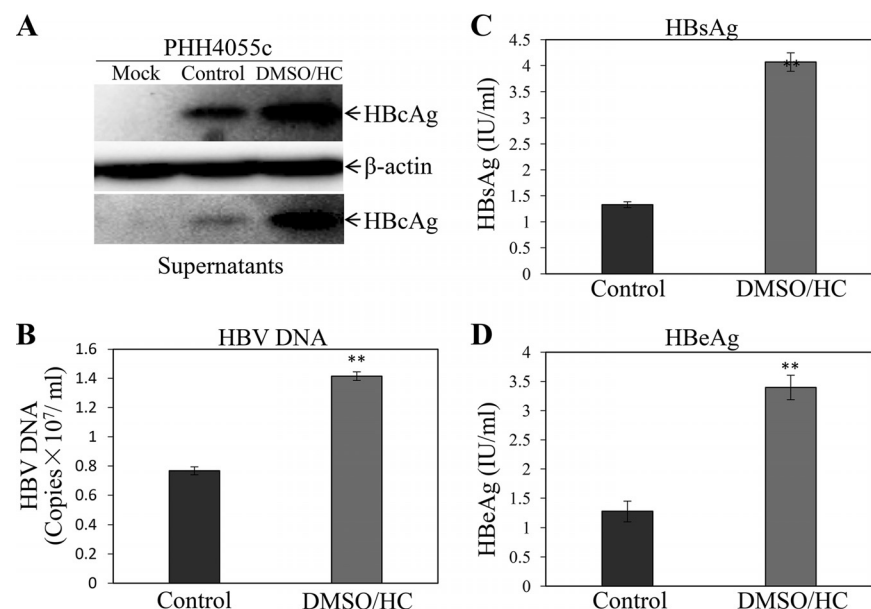 A
PHH4055c
Mock Control DMSO/HC
←HBcAg
←β-actin
←HBcAg
Supernatants
B
HBV DNA
HBV DNA
(Copies×10⁷/ ml)
1.6
1.4
1.2
1
0.8
0.6
0.4
0.2
0
**
Control DMSO/HC
C
HBsAg
HBsAg (IU/ml)
4.5
4
3.5
3
2.5
2
1.5
1
0.5
0
**
Control DMSO/HC
D
HBeAg
HBeAg (IU/ml)
4
3.5
3
2.5
2
1.5
1
0.5
0
**
Control DMSO/HC